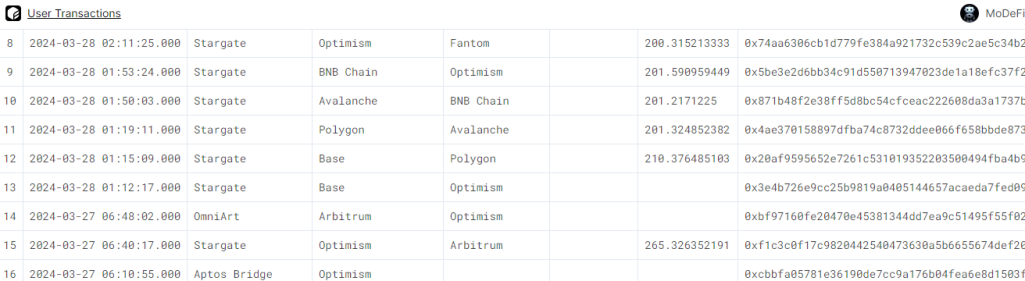 User Transactions MoDeFi
8 2024-03-28 02:11:25.000 Stargate Optimism Fantom 200.315213333 0x74aa6306cb1d779fe384a921732c539c2ae5c34b2
9 2024-03-28 01:53:24.000 Stargate BNB Chain Optimism 201.590959449 0x5be3e2d6bb34c91d550713947023de1a18efc37f2
10 2024-03-28 01:50:03.000 Stargate Avalanche BNB Chain 201.2171225 0x871b48f2e38ff5d8bc54cfceac222608da3a1737b
11 2024-03-28 01:19:11.000 Stargate Polygon Avalanche 201.324852382 0x4ae370158897dfba74c8732ddee066f658bbde873
12 2024-03-28 01:15:09.000 Stargate Base Polygon 210.376485103 0x20af9595652e7261c531019352203500494fba4b9
13 2024-03-28 01:12:17.000 Stargate Base Optimism 0x3e4b726e9cc25b9819a0405144657acaeda7fed09
14 2024-03-27 06:48:02.000 OmniArt Arbitrum Optimism 0xbf97160fe20470e45381344dd7ea9c51495f55f02
15 2024-03-27 06:40:17.000 Stargate Optimism Arbitrum 265.326352191 0xf1c3c0f17c9820442540473630a5b6655674def20
16 2024-03-27 06:10:55.000 Aptos Bridge Optimism 0xcbbfa05781e36190de7cc9a176b04fea6e8d1503f